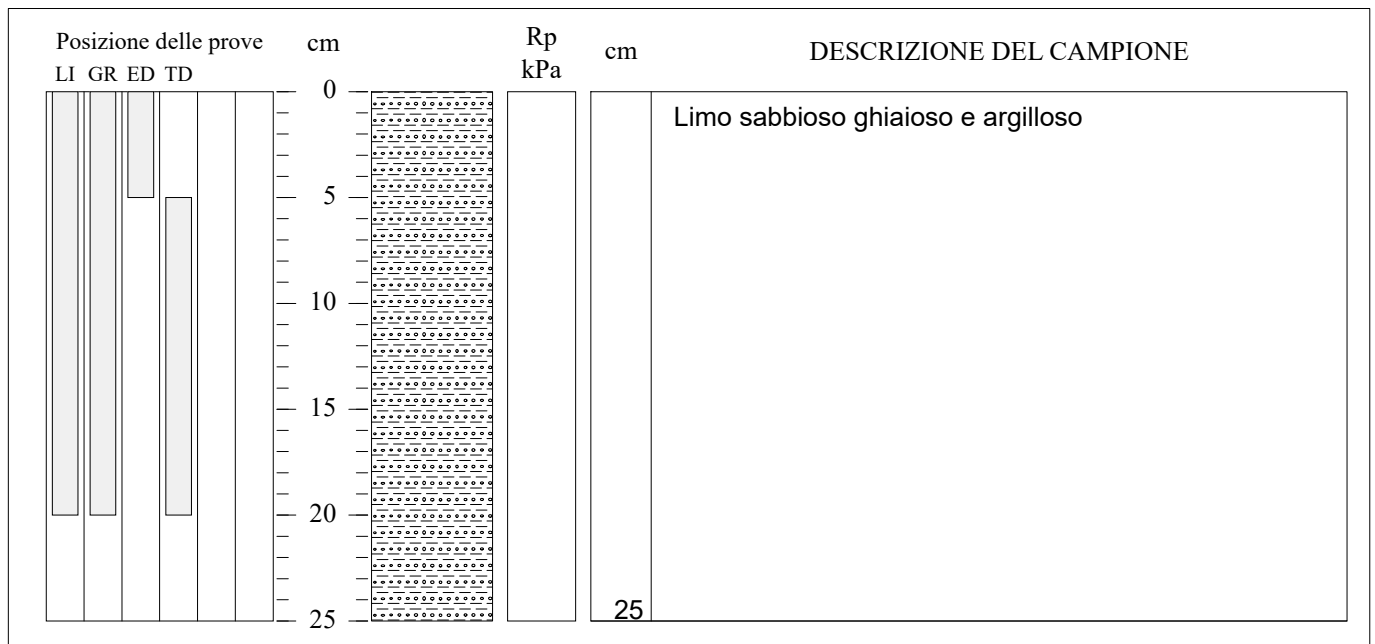 Posizione delle prove
LI GR ED TD
cm
Rp
kPa
cm
DESCRIZIONE DEL CAMPIONE
0
5
10
15
20
25
Limo sabbioso ghiaioso e argilloso
25